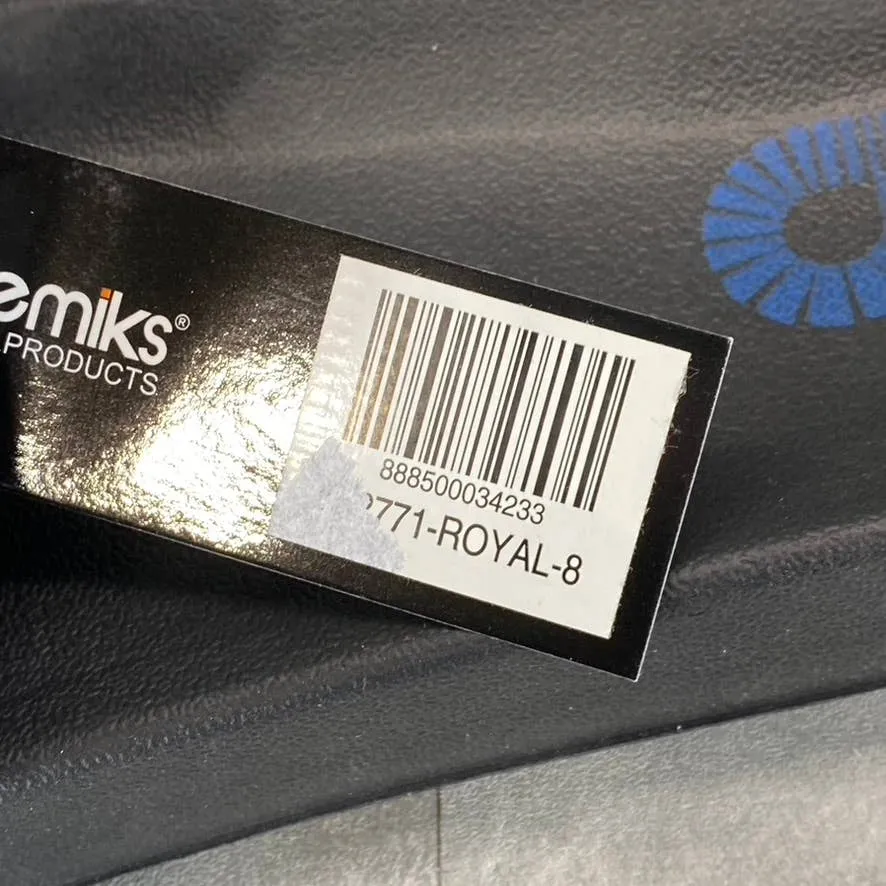 emiks®
PRODUCTS
888500034233
771-ROYAL-8